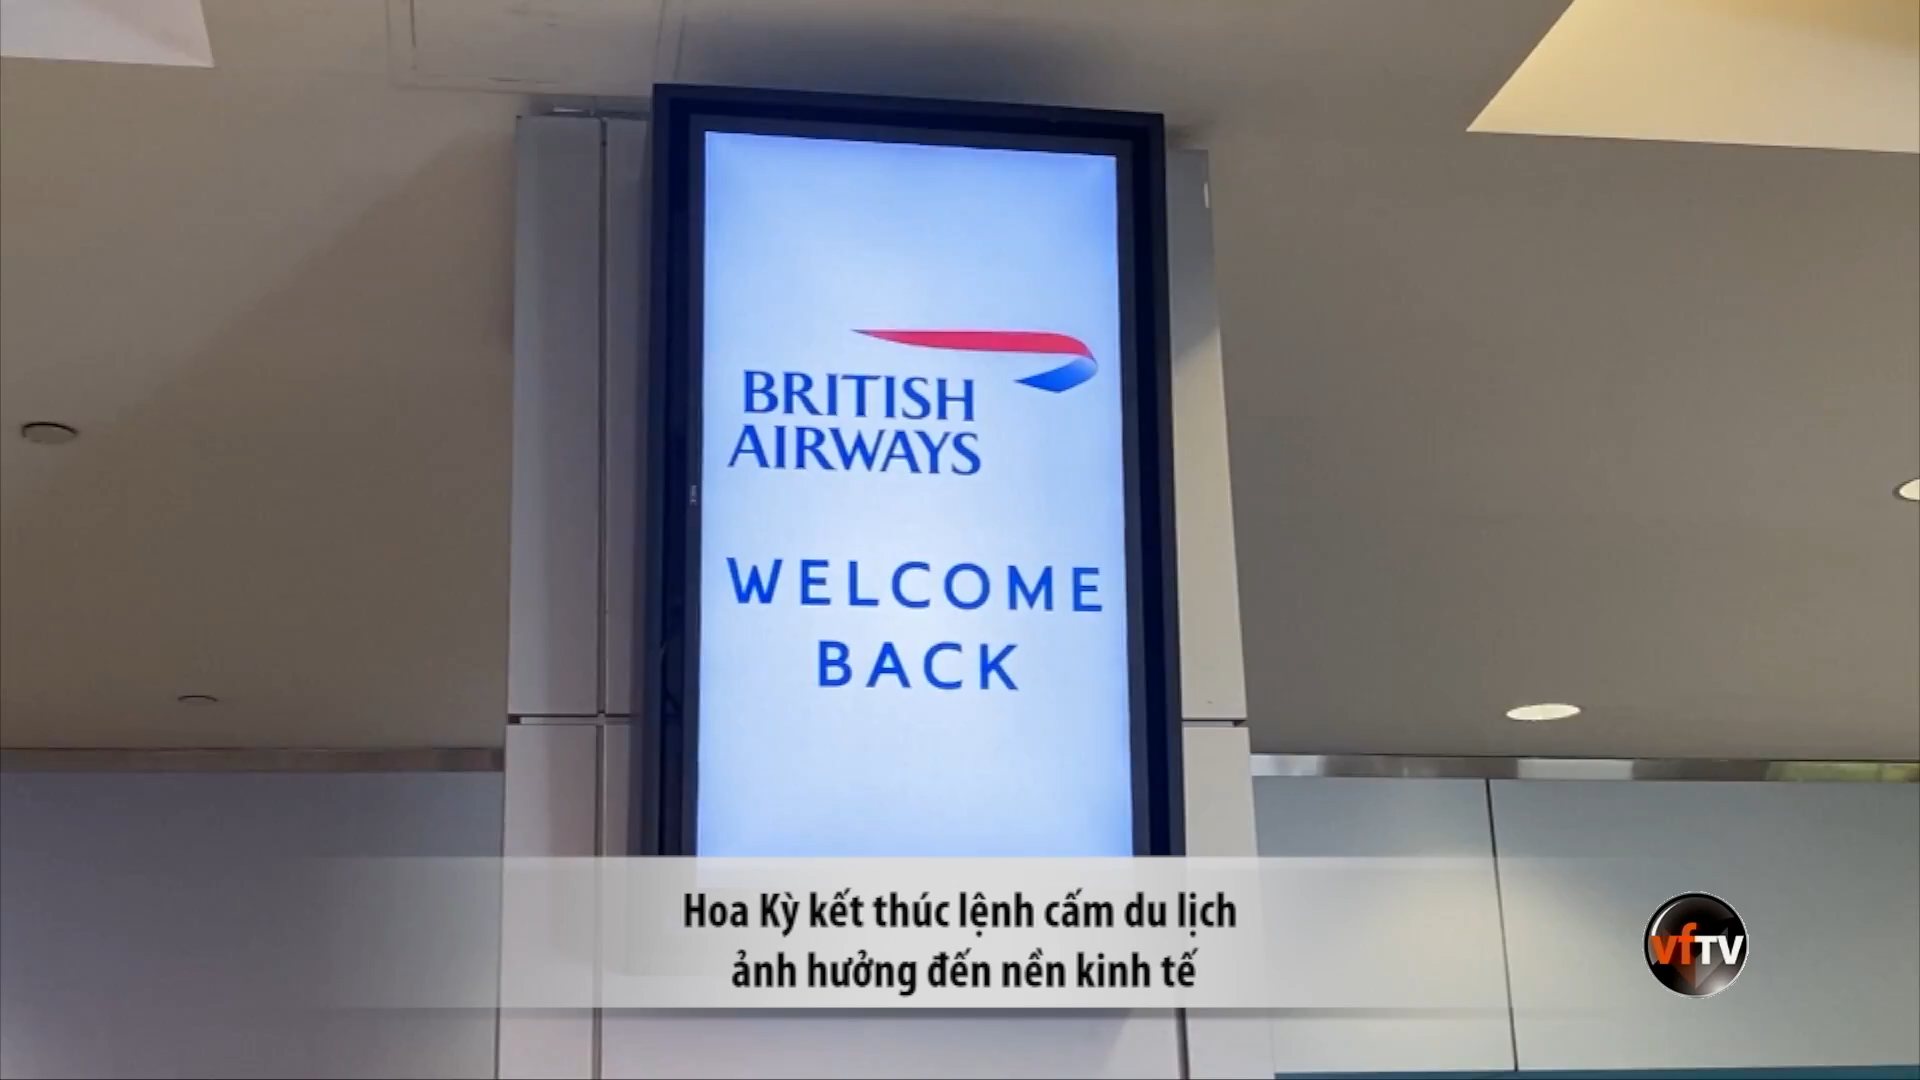 BRITISH
AIRWAYS
WELCOME
BACK
Hoa Kỳ kết thúc lệnh cấm du lịch
ảnh hưởng đến nền kinh tế
vfTV